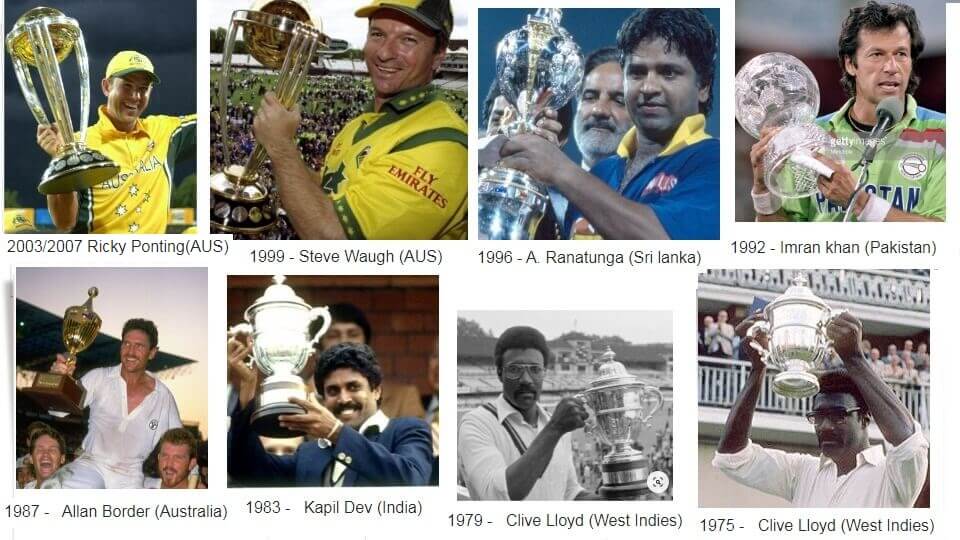 AUSTRALIA
FLY
EMIRATES
gettyimages
PAKISTAN
2003/2007 Ricky Ponting(AUS)
1999 - Steve Waugh (AUS)
1996 - A. Ranatunga (Sri lanka)
1992 - Imran khan (Pakistan)
1987 - Allan Border (Australia)
1983 - Kapil Dev (India)
1979 - Clive Lloyd (West Indies)
1975 - Clive Lloyd (West Indies)